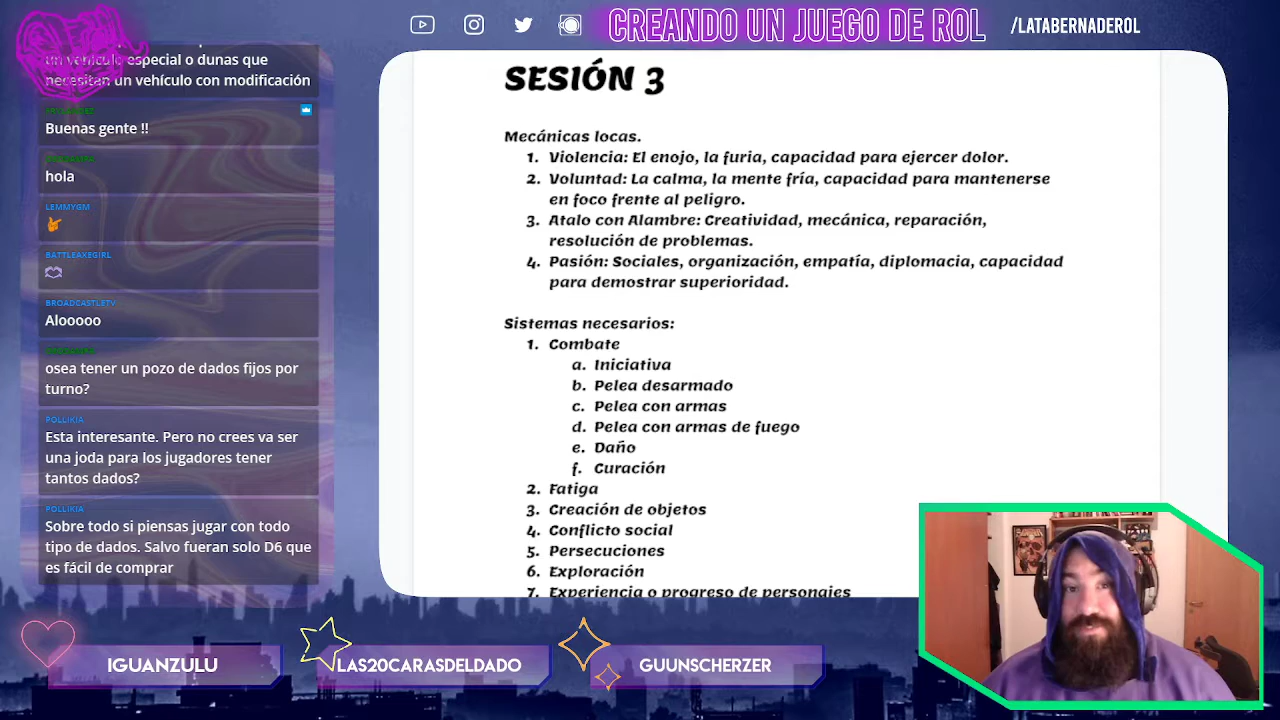 CREANDO UN JUEGO DE ROL
/LATABERNADEROL
un vehículo especial o dunas que
necesitan un vehículo con modificación
Buenas gente !!
hola
LEMMYGM
BATTLEAXEGIRL
BROADCASTLETV
Alooooo
osea tener un pozo de dados fijos por
turno?
POLLIKIA
Esta interesante. Pero no crees va ser
una joda para los jugadores tener
tantos dados?
POLLIKIA
Sobre todo si piensas jugar con todo
tipo de dados. Salvo fueran solo D6 que
es fácil de comprar
SESIÓN 3
Mecánicas locas.
1. Violencia: El enojo, la furia, capacidad para ejercer dolor.
2. Voluntad: La calma, la mente fría, capacidad para mantenerse
en foco frente al peligro.
3. Atalo con Alambre: Creatividad, mecánica, reparación,
resolución de problemas.
4. Pasión: Sociales, organización, empatía, diplomacia, capacidad
para demostrar superioridad.
Sistemas necesarios:
1. Combate
a. Iniciativa
b. Pelea desarmado
c. Pelea con armas
d. Pelea con armas de fuego
e. Daño
f. Curación
2. Fatiga
3. Creación de objetos
4. Conflicto social
5. Persecuciones
6. Exploración
7. Experiencia o progreso de personajes
IGUANZULU
LAS20CARASDELDADO
GUUNSCHERZER